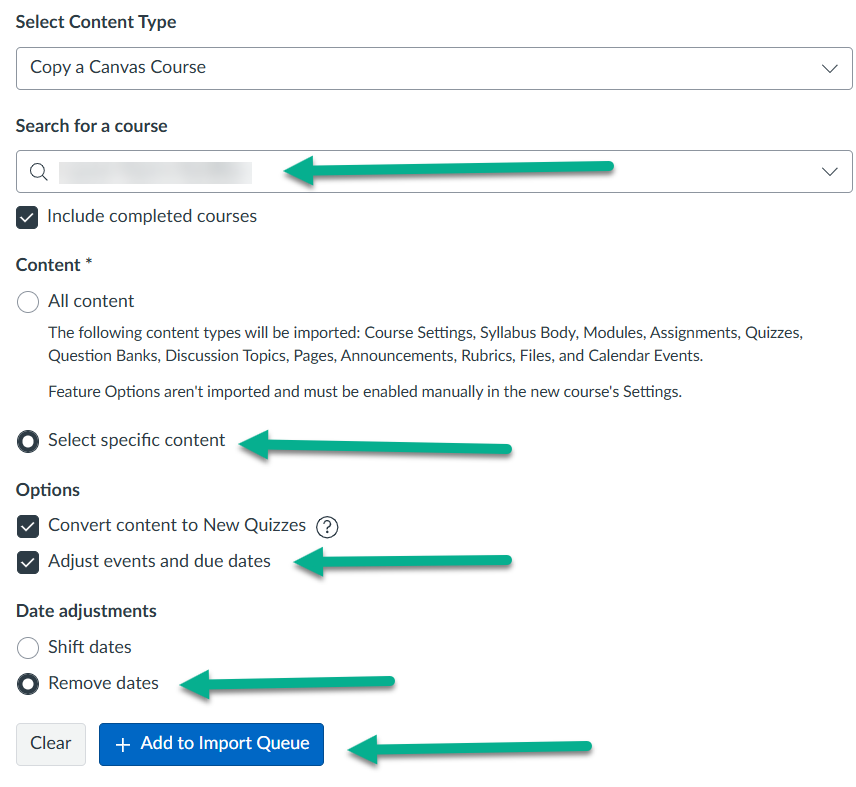 Select Content Type
Copy a Canvas Course
Search for a course
Include completed courses
Content *
All content
The following content types will be imported: Course Settings, Syllabus Body, Modules, Assignments, Quizzes,
Question Banks, Discussion Topics, Pages, Announcements, Rubrics, Files, and Calendar Events.
Feature Options aren't imported and must be enabled manually in the new course's Settings.
Select specific content
Options
Convert content to New Quizzes ?
Adjust events and due dates
Date adjustments
Shift dates
Remove dates
Clear + Add to Import Queue